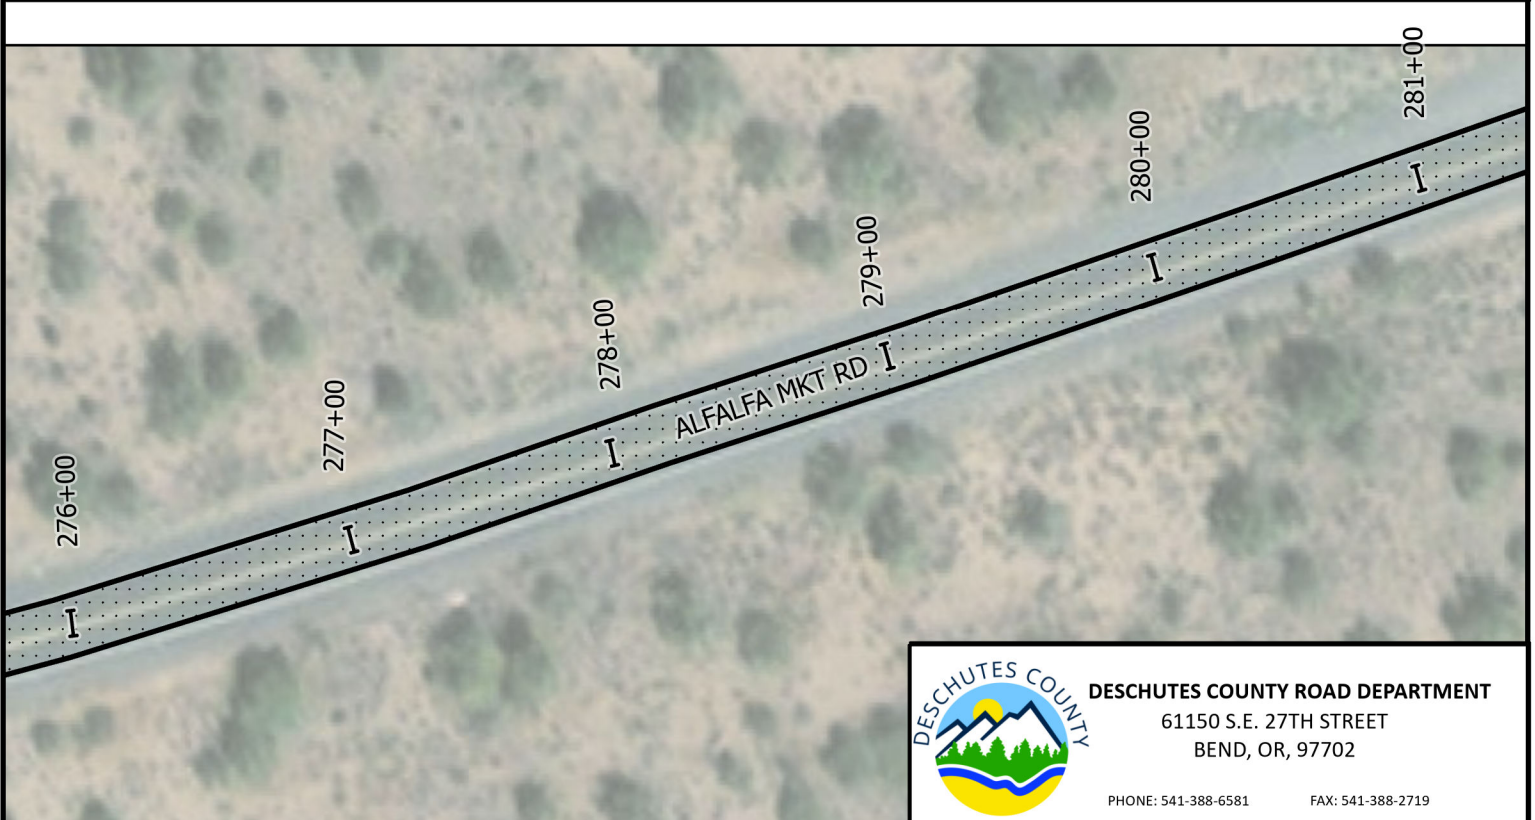 281+00
280+00
279+00
278+00
277+00
276+00
ALFALFA MKT RD
DESCHUTES COUNTY
DESCHUTES COUNTY ROAD DEPARTMENT
61150 S.E. 27TH STREET
BEND, OR, 97702
PHONE: 541-388-6581 FAX: 541-388-2719